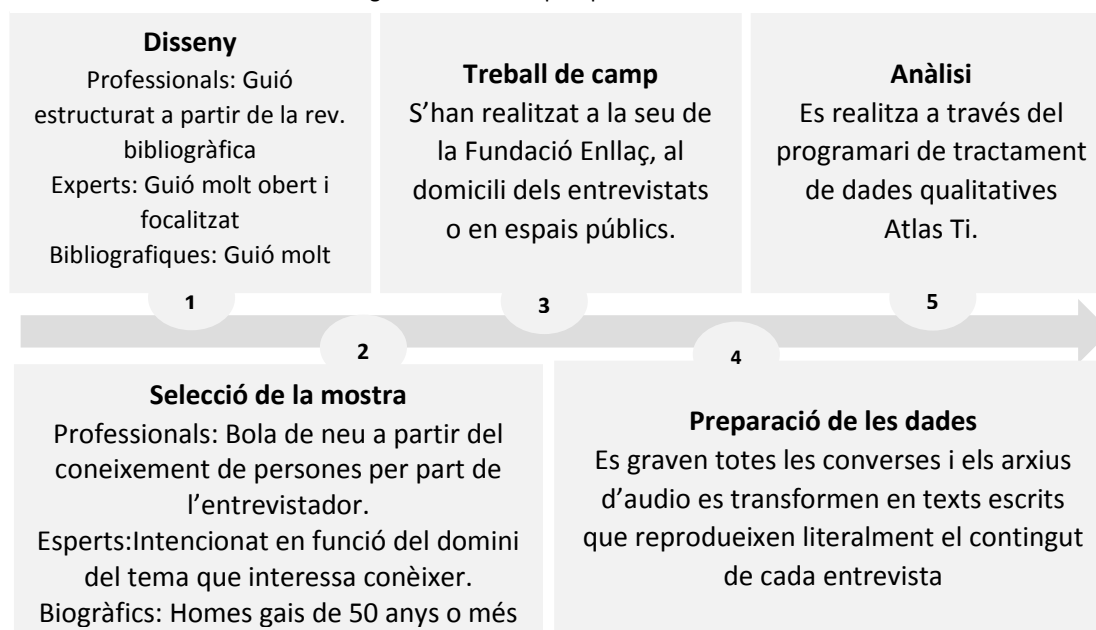 Disseny
Professionals: Guió
estructurat a partir de la rev.
bibliogràfica
Experts: Guió molt obert i
focalitzat
Bibliografiques: Guió molt
1
Selecció de la mostra
Professionals: Bola de neu a partir del
coneixement de persones per part de
l’entrevistador.
Esperts:Intencionat en funció del domini
del tema que interessa conèixer.
Biogràfics: Homes gais de 50 anys o més
2
Treball de camp
S’han realitzat a la seu de
la Fundació Enllaç, al
domicili dels entrevistats
o en espais públics.
3
Preparació de les dades
Es graven totes les converses i els arxius
d’audio es transformen en texts escrits
que reprodueixen literalment el contingut
de cada entrevista
4
Anàlisi
Es realitza a través del
programari de tractament
de dades qualitatives
Atlas Ti.
5